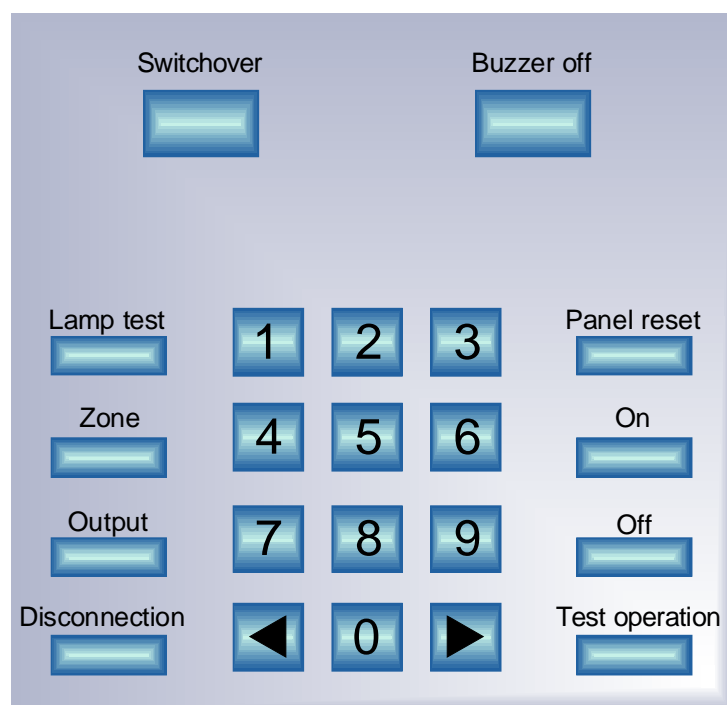 Switchover
Buzzer off
Lamp test
1 2 3
Panel reset
Zone
4 5 6
On
Output
7 8 9
Off
Disconnection
0
Test operation